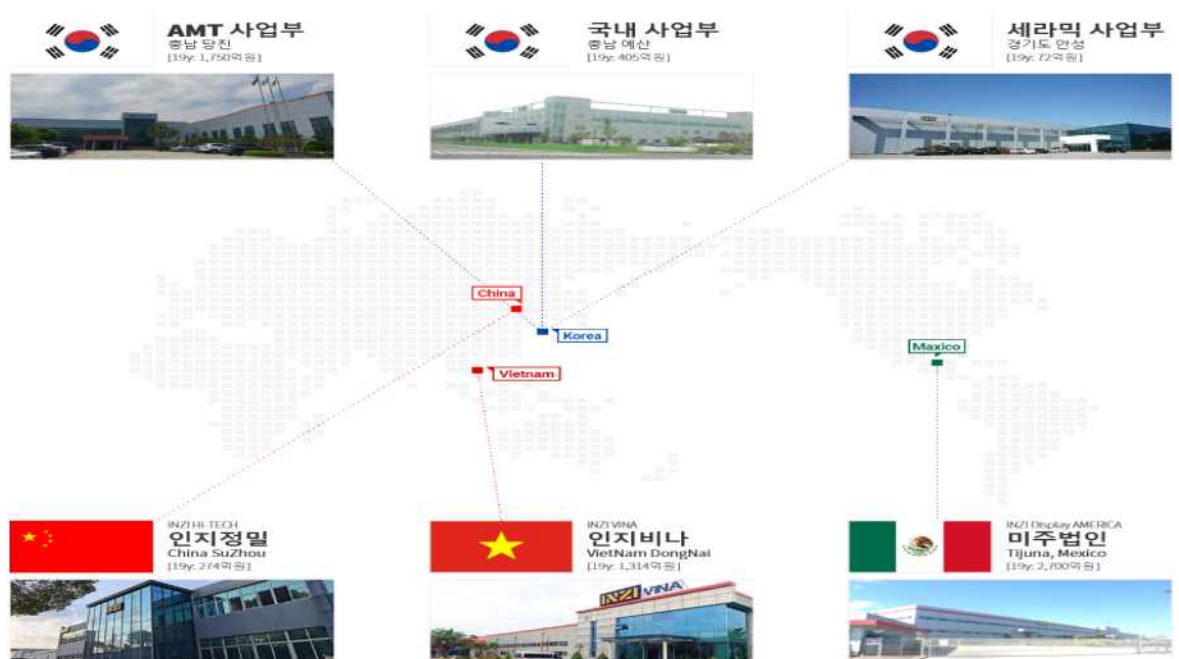 AMT 사업부
충남 당진
[19y: 1,750억원]
국내 사업부
충남 예산
[19y: 405억원]
세라믹 사업부
경기도 안성
[19y: 72억원]
China
Korea
Vietnam
Maxico
INZI HI-TECH
인지정밀
China SuZhou
[19y: 274억원]
INZI VINA
인지비나
VietNam DongNai
[19y: 1,314억원]
INZI Display AMERICA
미주법인
Tijuna, Mexico
[19y: 2,700억원]
INZI VINA